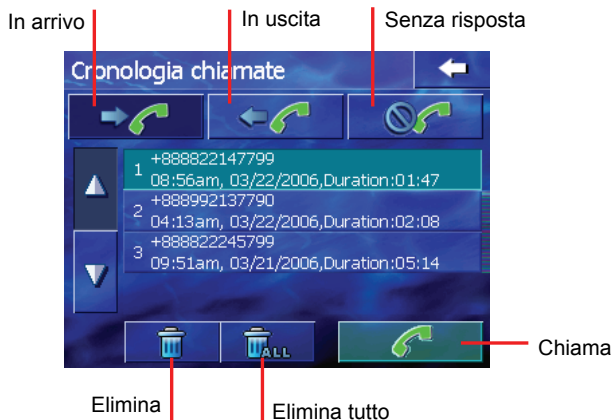 In arrivo
In uscita
Senza risposta
Cronologia chiamate
1 +888822147799
08:56am, 03/22/2006,Duration:01:47
2 +888992137790
04:13am, 03/22/2006,Duration:02:08
3 +888822245799
09:51am, 03/21/2006,Duration:05:14
ALL
Chiama
Elimina
Elimina tutto